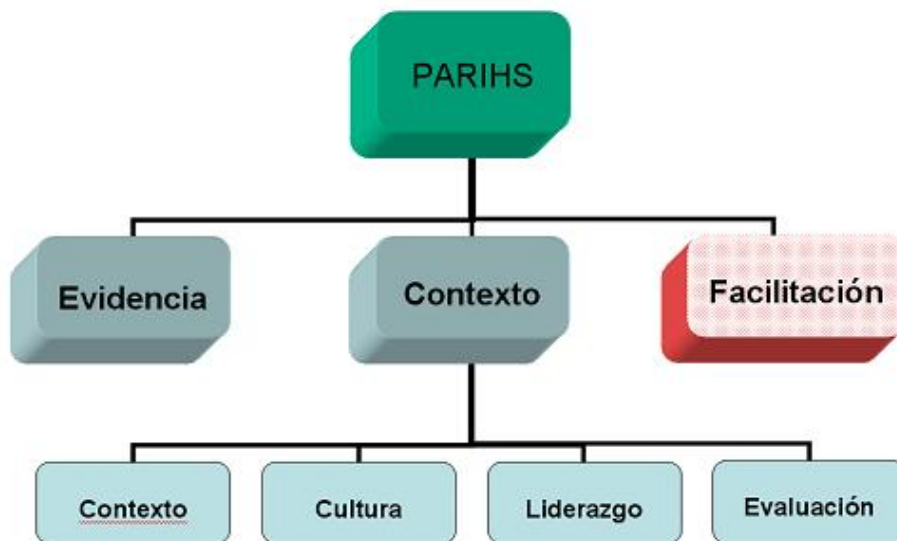 PARIHS
Evidencia
Contexto
Facilitación
Contexto
Cultura
Liderazgo
Evaluación